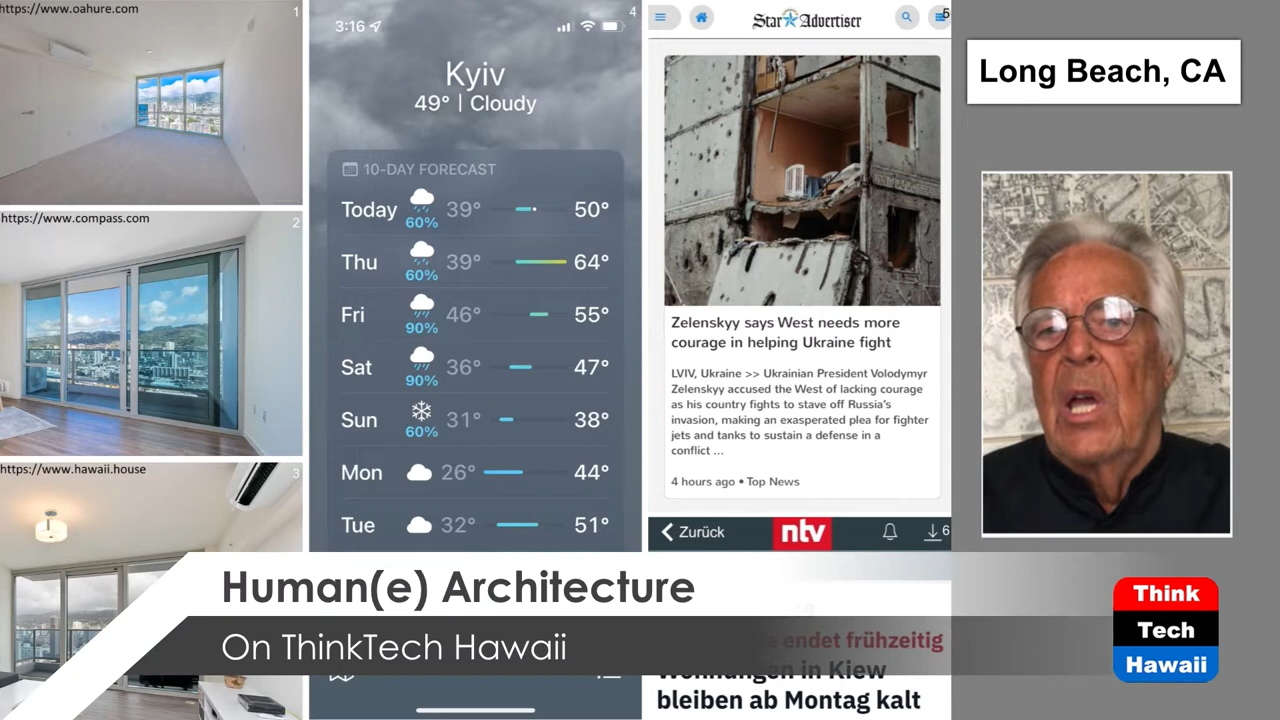 https://www.oahure.com
1
https://www.compass.com
2
https://www.hawaii.house
3
4
3:16
Kyiv
49° | Cloudy
10-DAY FORECAST
Today 60% 39° 50°
Thu 60% 39° 64°
Fri 90% 46° 55°
Sat 90% 36° 47°
Sun 60% 31° 38°
Mon 26° 44°
Tue 32° 51°
Star Advertiser
5
Zelenskyy says West needs more
courage in helping Ukraine fight
LVIV, Ukraine >> Ukrainian President Volodymyr
Zelenskyy accused the West of lacking courage
as his country fights to stave off Russia's
invasion, making an exasperated plea for fighter
jets and tanks to sustain a defense in a
conflict ...
4 hours ago • Top News
Zurück
ntv
6
endet frühzeitig
Wohnungen in Kiew
bleiben ab Montag kalt
Long Beach, CA
Human(e) Architecture
On ThinkTech Hawaii
Think
Tech
Hawaii